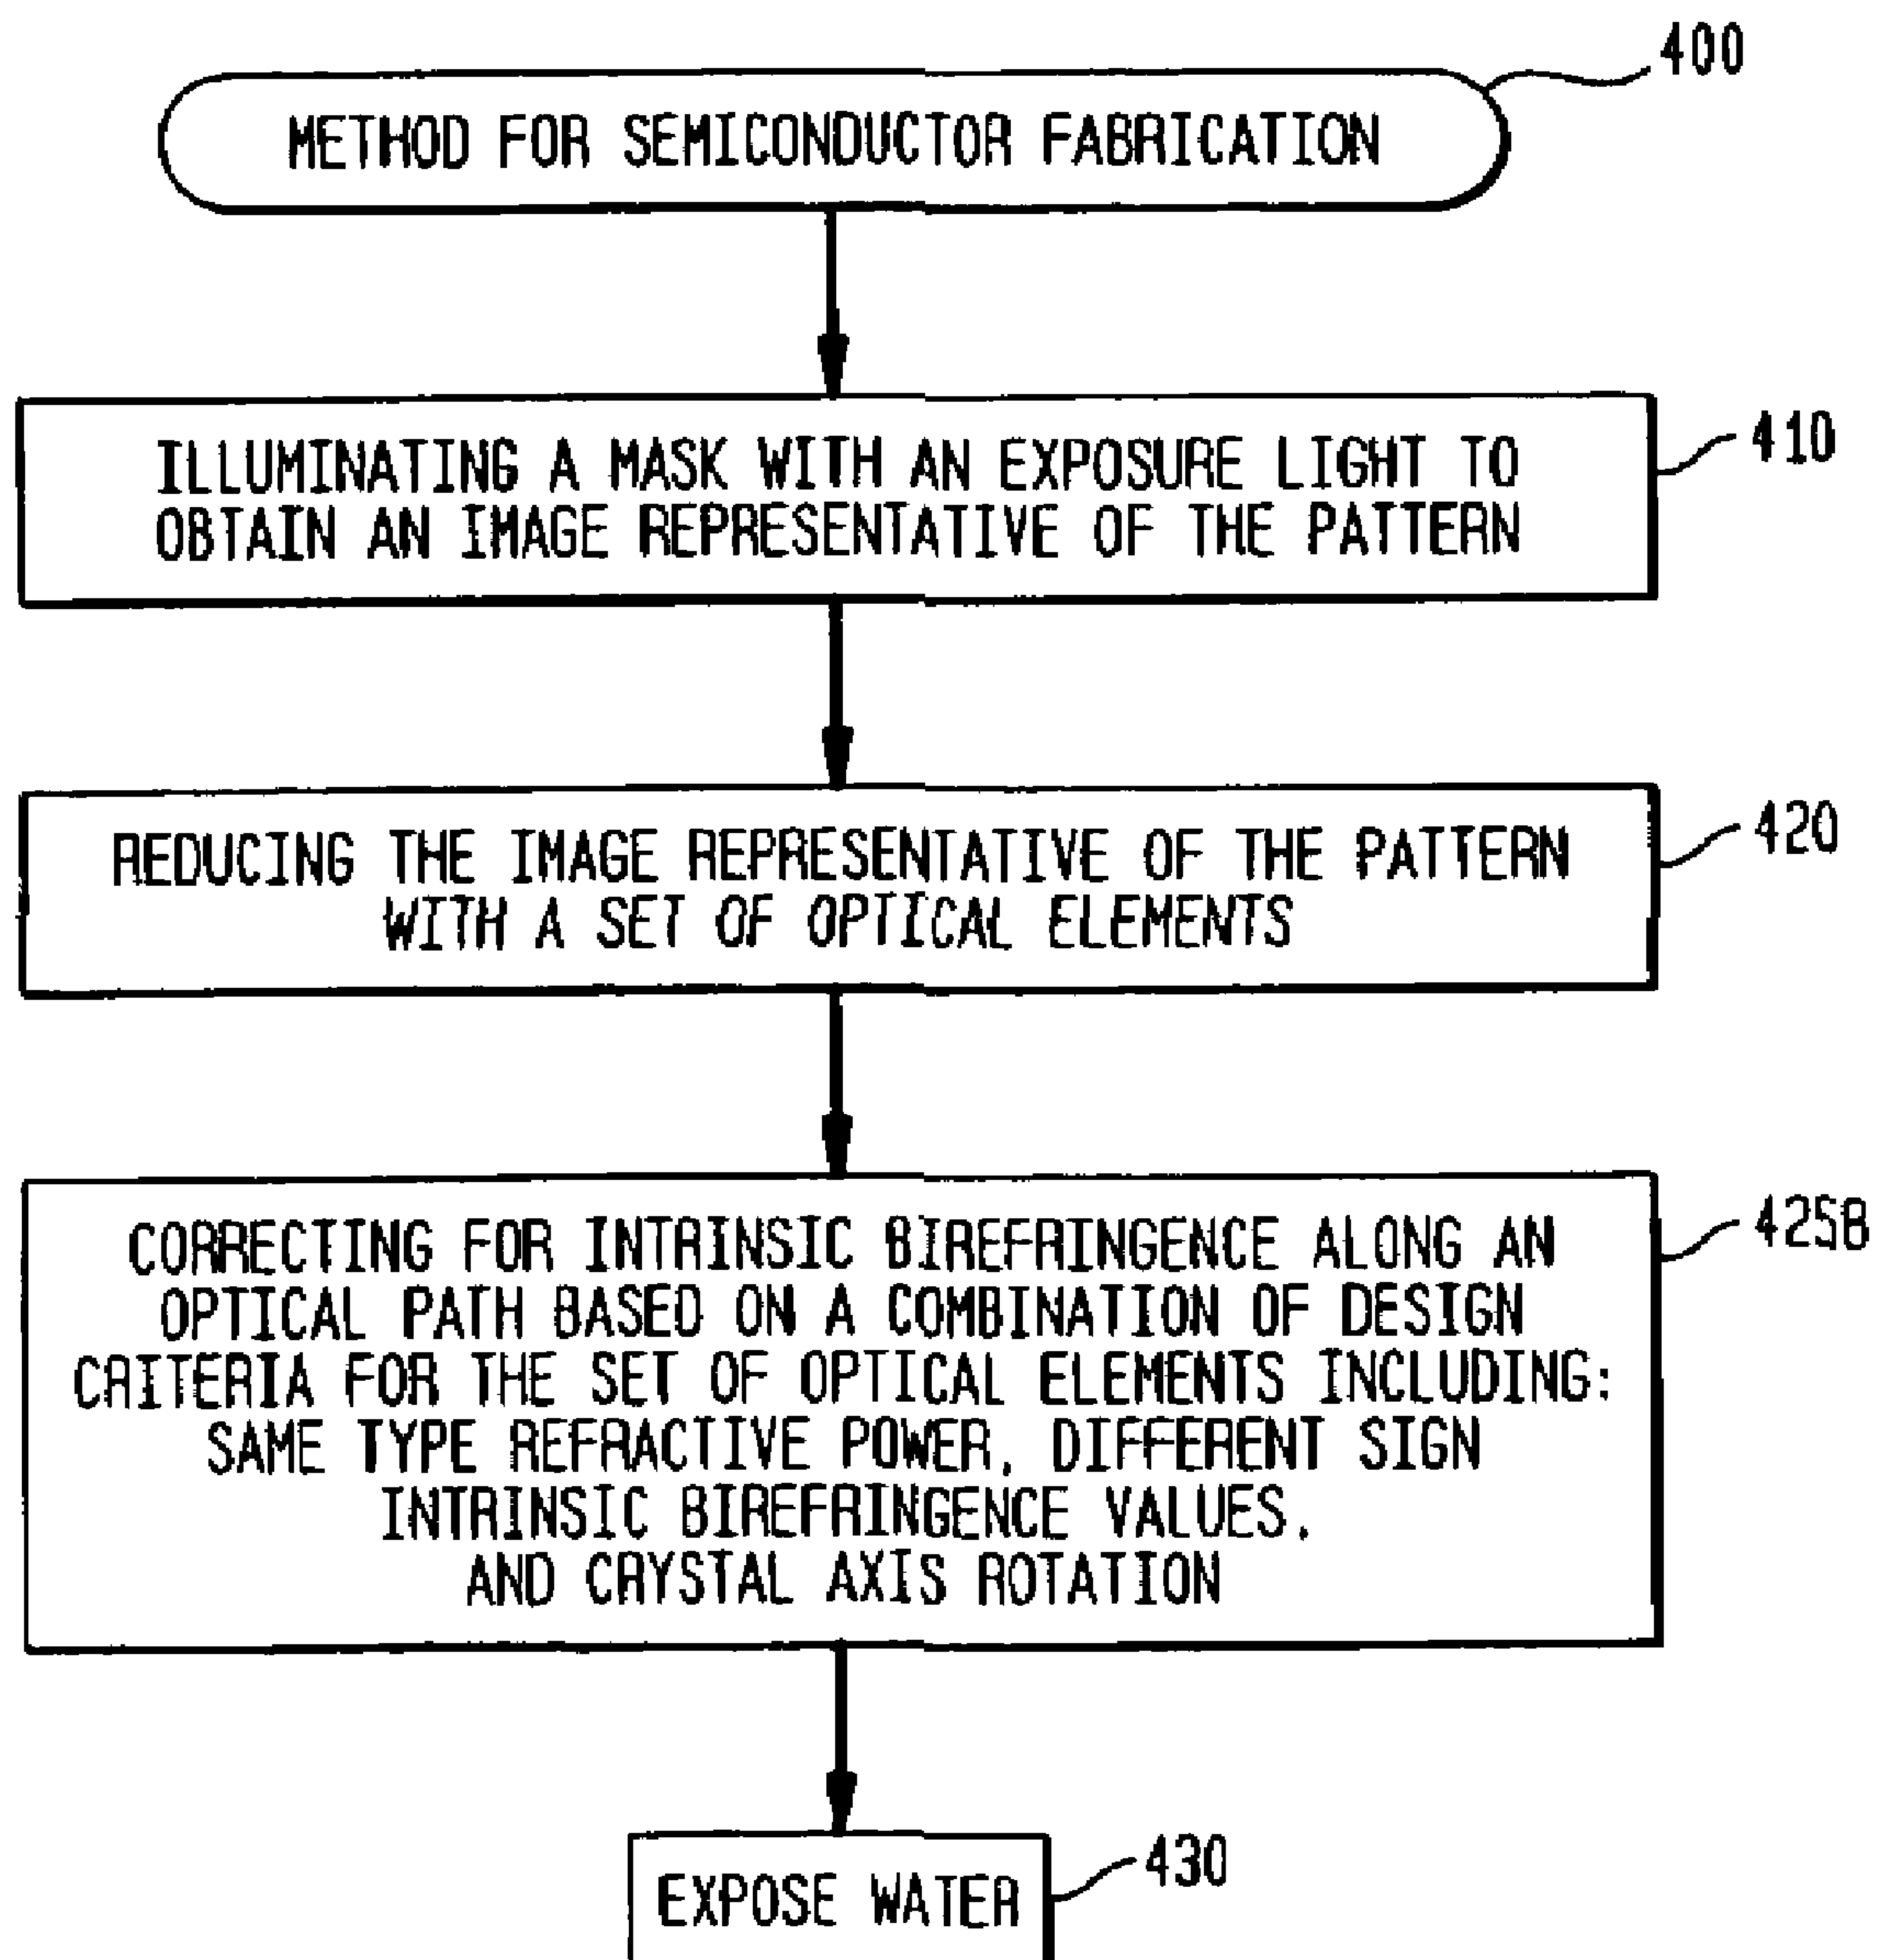 400
METHOD FOR SEMICONDUCTOR FABRICATION
410
ILLUMINATING A MASK WITH AN EXPOSURE LIGHT TO
OBTAIN AN IMAGE REPRESENTATIVE OF THE PATTERN
420
REDUCING THE IMAGE REPRESENTATIVE OF THE PATTERN
WITH A SET OF OPTICAL ELEMENTS
425B
CORRECTING FOR INTRINSIC BIREFRINGENCE ALONG AN
OPTICAL PATH BASED ON A COMBINATION OF DESIGN
CRITERIA FOR THE SET OF OPTICAL ELEMENTS INCLUDING:
SAME TYPE REFRACTIVE POWER, DIFFERENT SIGN
INTRINSIC BIREFRINGENCE VALUES,
AND CRYSTAL AXIS ROTATION
430
EXPOSE WATER